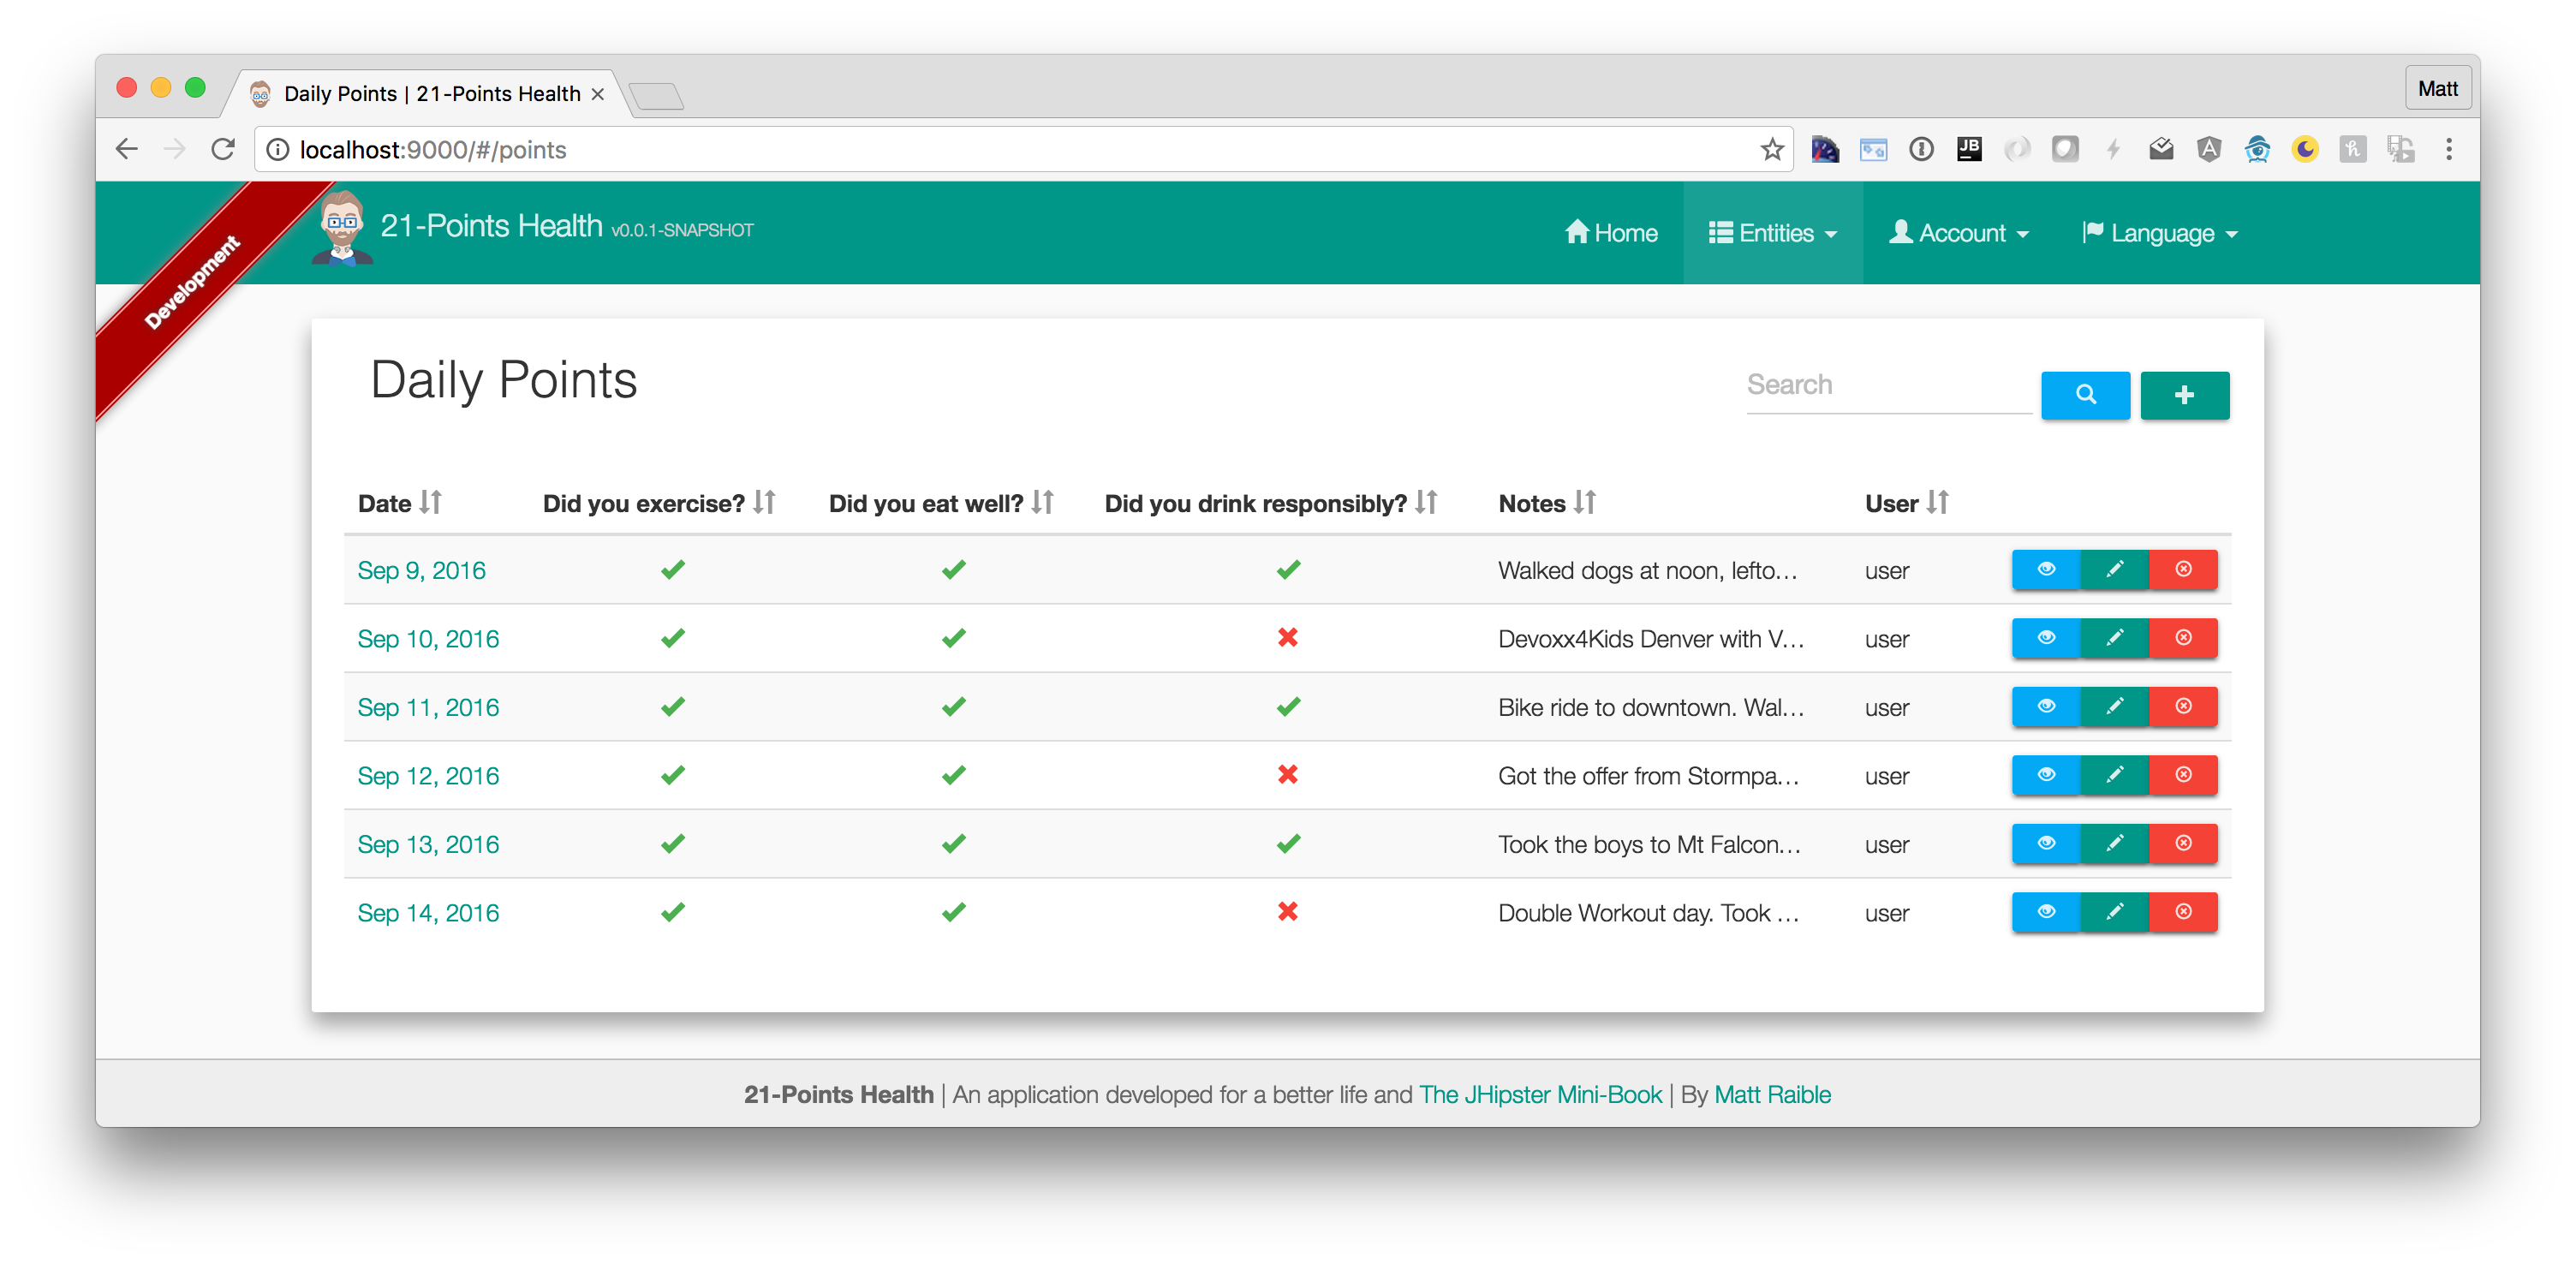 Daily Points | 21-Points Health
Matt
localhost:9000/#/points
JB
Development
21-Points Health v0.0.1-SNAPSHOT
Home
Entities
Account
Language
Daily Points
Search
Date
Did you exercise?
Did you eat well?
Did you drink responsibly?
Notes
User
Sep 9, 2016 Walked dogs at noon, lefto... user
Sep 10, 2016 Devoxx4Kids Denver with V... user
Sep 11, 2016 Bike ride to downtown. Wal... user
Sep 12, 2016 Got the offer from Stormpa... user
Sep 13, 2016 Took the boys to Mt Falcon... user
Sep 14, 2016 Double Workout day. Took ... user
21-Points Health | An application developed for a better life and The JHipster Mini-Book | By Matt Raible